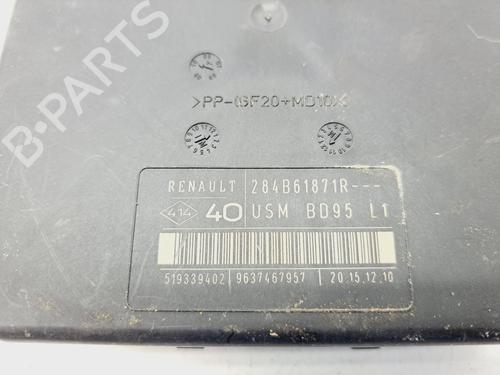 >PP-(GF20+MD10)<
RENAULT 284B61871R---
414 40 USM BD95 L1
519339402 9637467957 20.15.12.10
B-PARTS